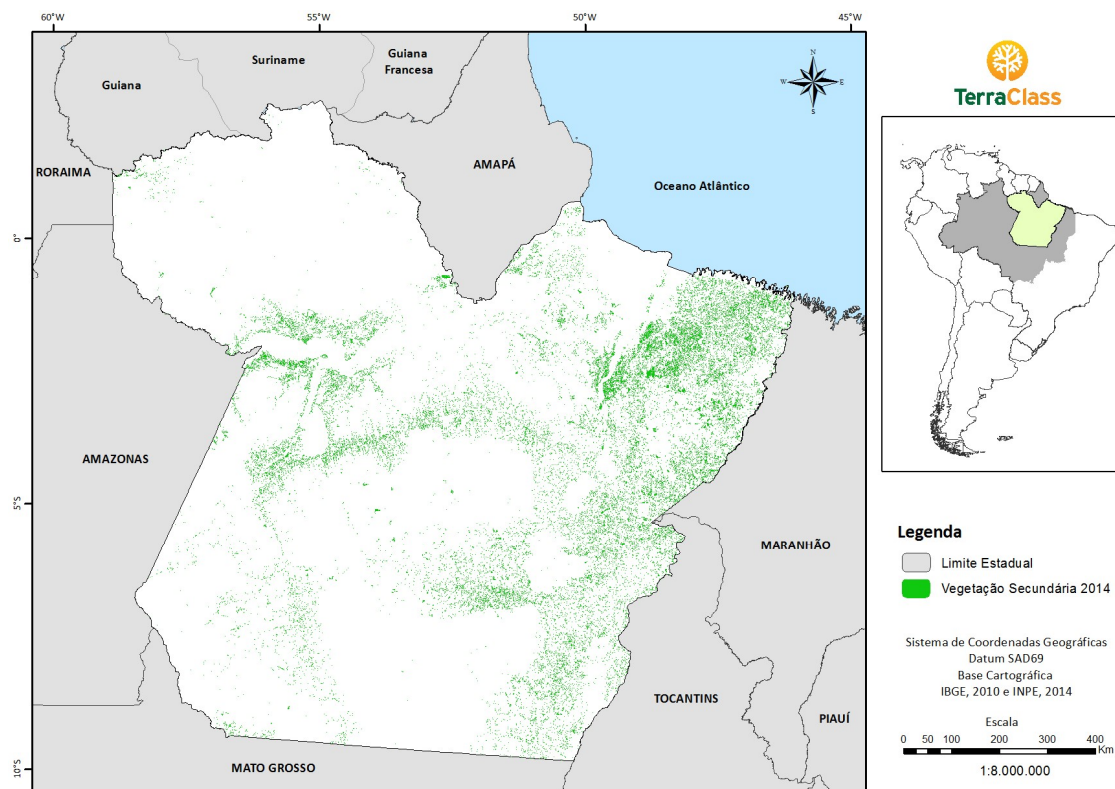 60°W
55°W
50°W
45°W
Suriname
Guiana
Francesa
Guiana
RORAIMA
AMAPÁ
Oceano Atlântico
N
W
E
S
0°
AMAZONAS
5°S
MARANHÃO
TOCANTINS
PIAUÍ
MATO GROSSO
10°S
TerraClass
Legenda
Limite Estadual
Vegetação Secundária 2014
Sistema de Coordenadas Geográficas
Datum SAD69
Base Cartográfica
IBGE, 2010 e INPE, 2014
Escala
0 50 100 200 300 400
Km
1:8.000.000